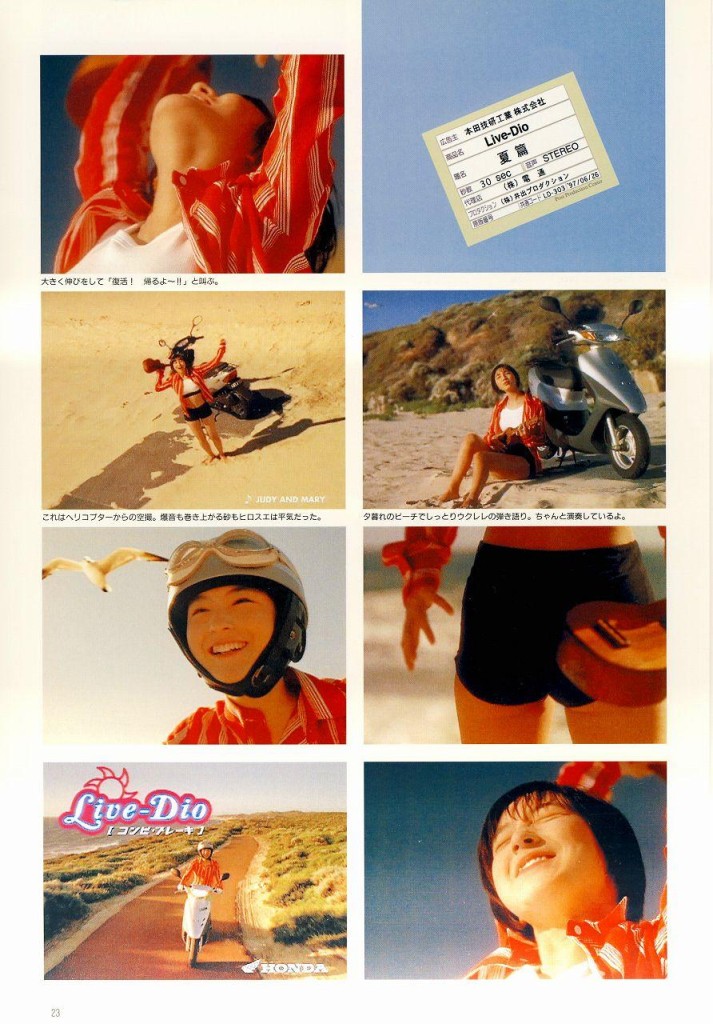 広告主 本田技研工業 株式会社
商品名 Live-Dio
題名 夏篇
秒数 30 sec 音声 STEREO
代理店 (株)電通
プロダクション (株)井出プロダクション
共通コード LD-303 '97/06/26
Post Production Center
大きく伸びをして「復活! 帰るよ〜!!」と叫ぶ。
♪ JUDY AND MARY
これはヘリコプターからの空撮。爆音も巻き上がる砂もヒロスエは平気だった。
夕暮れのビーチでしっとりウクレレの弾き語り。ちゃんと演奏しているよ。
Live-Dio
[コンビ・ブレーキ]
HONDA
23